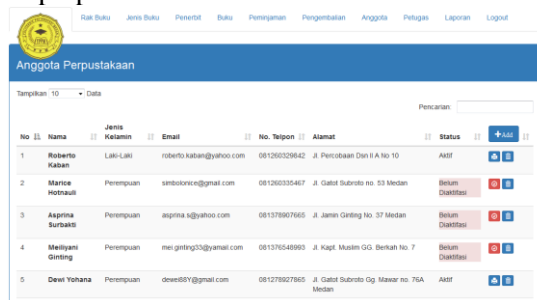 Rak Buku Jenis Buku Penerbit Buku Peminjaman Pengembalian Anggota Petugas Laporan Logout
Anggota Perpustakaan
Tampilkan 10 Data
Pencarian:
No Nama Jenis Kelamin Email No. Telpon Alamat Status +Add
1 Roberto Kaban Laki-Laki roberto.kaban@yahoo.com 081260329842 Jl. Percobaan Dsn II A No 10 Aktif
2 Marice Hotnauli Perempuan simbolonice@gmail.com 081260335467 Jl. Gatot Subroto no. 53 Medan Belum Diaktifasi
3 Asprina Surbakti Perempuan asprina.s@yahoo.com 081378907665 Jl. Jamin Ginting No. 37 Medan Belum Diaktifasi
4 Meiliyani Ginting Perempuan mei.ginting33@yamail.com 081376548993 Jl. Kapt. Muslim GG. Berkah No. 7 Belum Diaktifasi
5 Dewi Yohana Perempuan dewei88Y@gmail.com 081278927865 Jl. Gatot Subroto Gg. Mawar no. 76A Medan Aktif